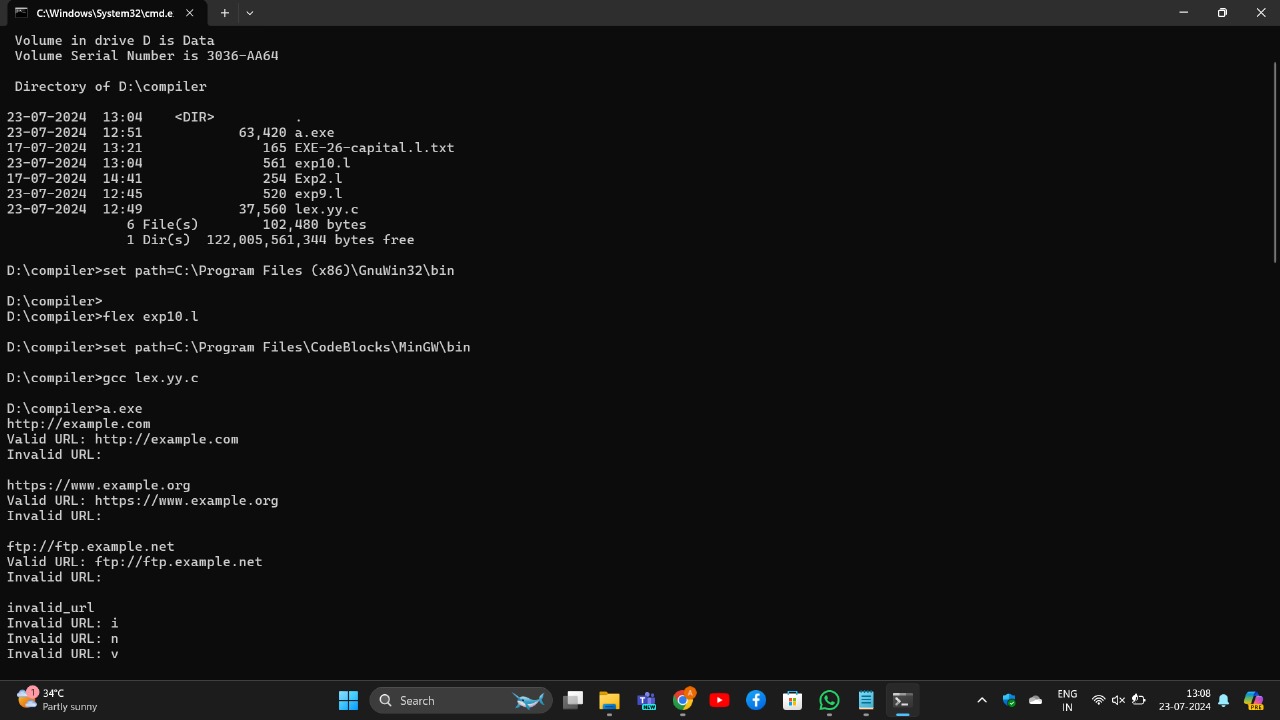 C:\Windows\System32\cmd.e
Volume in drive D is Data
Volume Serial Number is 3036-AA64
Directory of D:\compiler
23-07-2024  13:04    <DIR>          .
23-07-2024  12:51            63,420 a.exe
17-07-2024  13:21               165 EXE-26-capital.l.txt
23-07-2024  13:04               561 exp10.l
17-07-2024  14:41               254 Exp2.l
23-07-2024  12:45               520 exp9.l
23-07-2024  12:49            37,560 lex.yy.c
6 File(s)        102,480 bytes
1 Dir(s)  122,005,561,344 bytes free
D:\compiler>set path=C:\Program Files (x86)\GnuWin32\bin
D:\compiler>
D:\compiler>flex exp10.l
D:\compiler>set path=C:\Program Files\CodeBlocks\MinGW\bin
D:\compiler>gcc lex.yy.c
D:\compiler>a.exe
http://example.com
Valid URL: http://example.com
Invalid URL:
https://www.example.org
Valid URL: https://www.example.org
Invalid URL:
ftp://ftp.example.net
Valid URL: ftp://ftp.example.net
Invalid URL:
invalid_url
Invalid URL: i
Invalid URL: n
Invalid URL: v
1
34°C
Partly sunny
Search
NEW
A
ENG
IN
13:08
23-07-2024
PRE